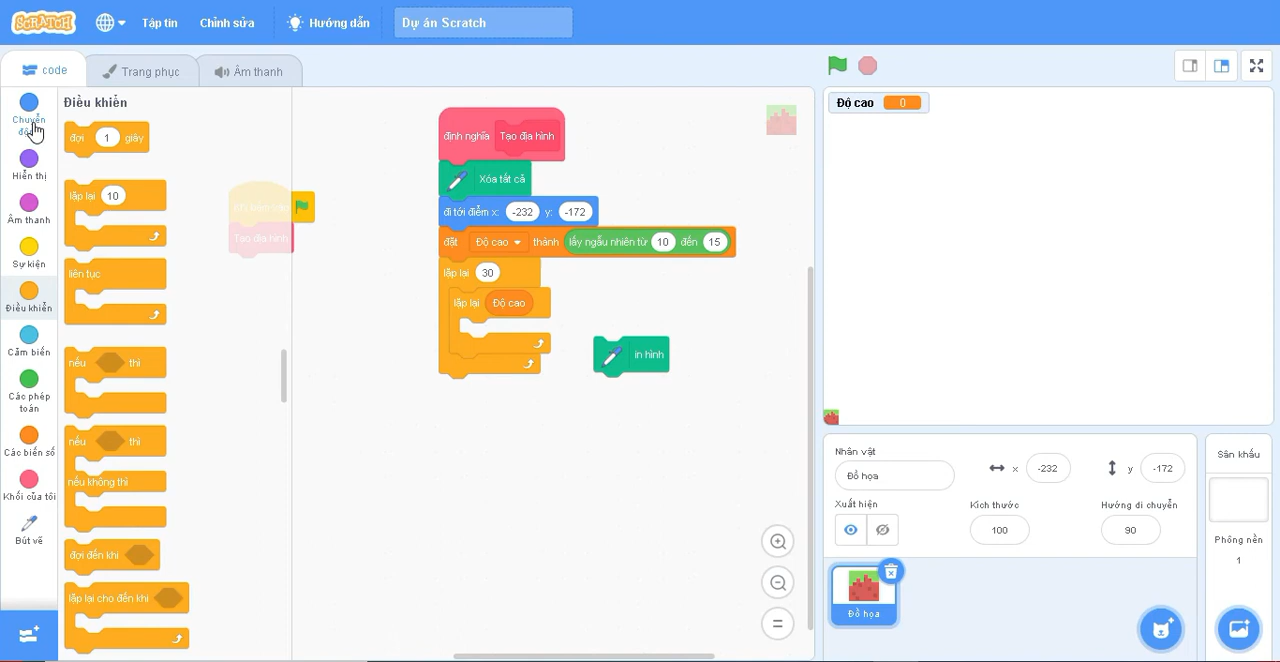 SCRATCH
Tập tin
Chỉnh sửa
Hướng dẫn
Dự án Scratch
code
Trang phục
Âm thanh
Chuyển
Hiển thị
Âm thanh
Sự kiện
Điều khiển
Cảm biến
Các phép
toán
Các biến số
Khối của tôi
Bút vẽ
Điều khiển
đợi 1 giây
lặp lại 10
liên tục
nếu thì
nếu thì
nếu không thì
đợi đến khi
lặp lại cho đến khi
Tạo địa hình
định nghĩa Tạo địa hình
Xóa tất cả
đi tới điểm x: -232 y: -172
đặt Độ cao thành lấy ngẫu nhiên từ 10 đến 15
lặp lại 30
lặp lại Độ cao
in hình
Độ cao 0
Nhân vật
Đồ họa
x -232
y -172
Xuất hiện
Kích thước
100
Hướng di chuyển
90
Đồ họa
Sân khấu
Phông nền
1